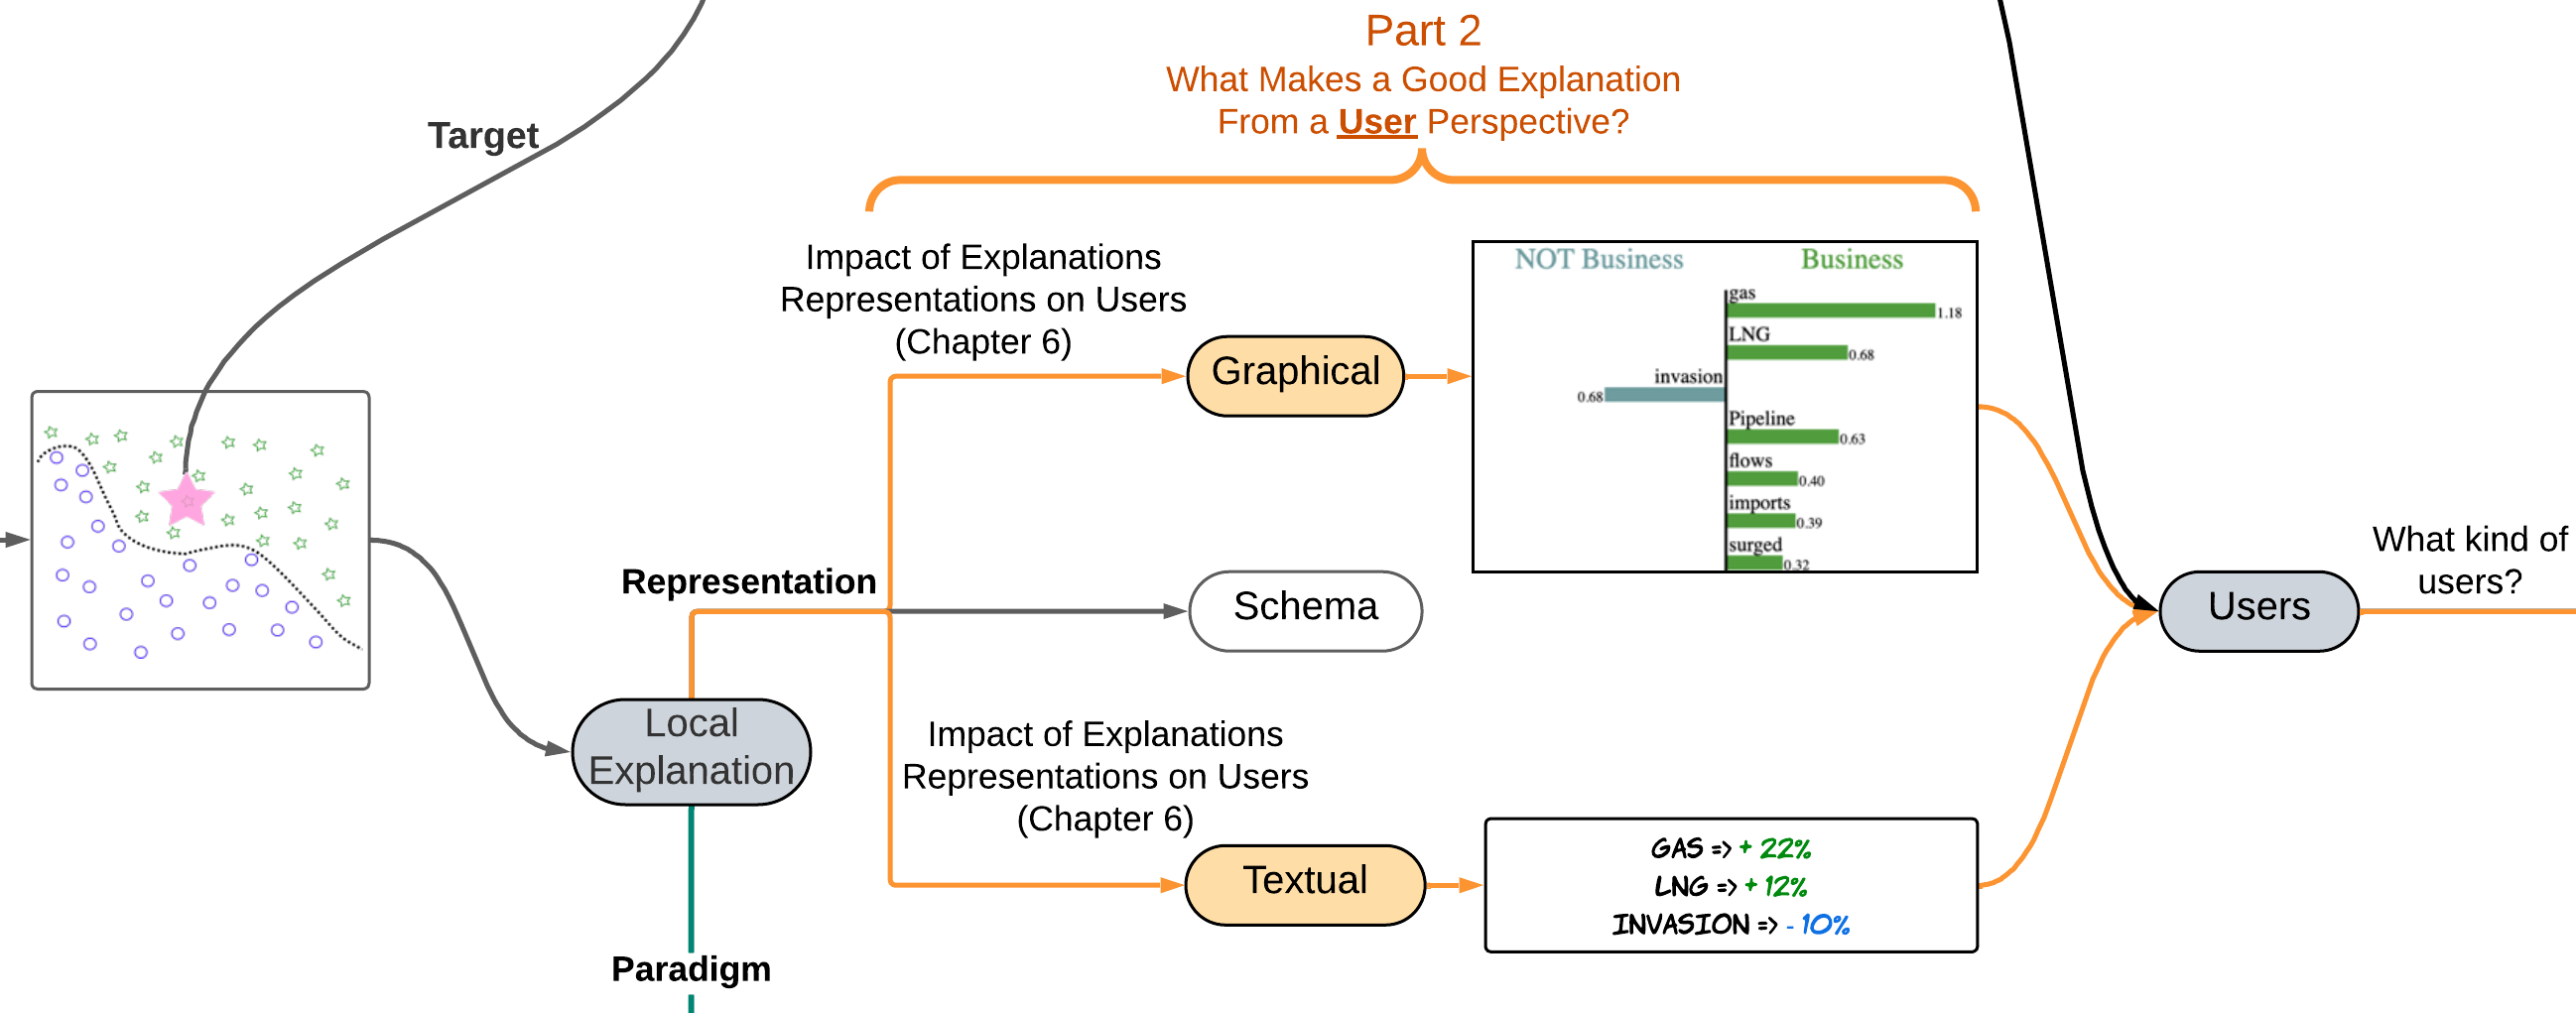 Part 2
What Makes a Good Explanation
From a User Perspective?
Target
Impact of Explanations
Representations on Users
(Chapter 6)
Graphical
NOT Business
Business
gas
1.18
LNG
0.68
invasion
0.68
Pipeline
0.63
flows
0.40
imports
0.39
surged
0.32
Representation
Schema
Users
What kind of
users?
Local
Explanation
Impact of Explanations
Representations on Users
(Chapter 6)
Textual
GAS => + 22%
LNG => + 12%
INVASION => - 10%
Paradigm